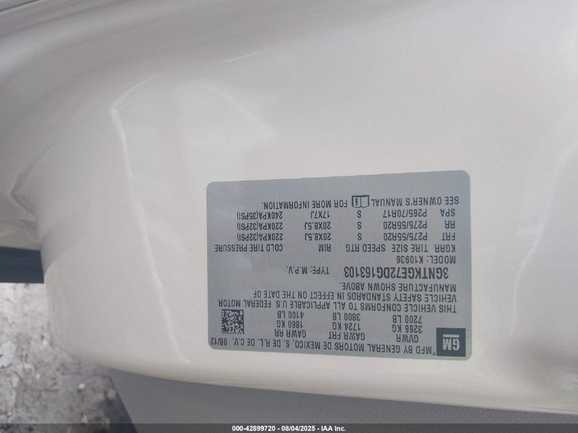 GM
MFD BY GENERAL MOTORS DE MEXICO, S. DE R.L. DE C.V. 08/12
GVWR GAWR FRT GAWR RR
3266 KG 1724 KG 1860 KG
7200 LB 3800 LB 4100 LB
THIS VEHICLE CONFORMS TO ALL APPLICABLE U.S. FEDERAL MOTOR
VEHICLE SAFETY STANDARDS IN EFFECT ON THE DATE OF
MANUFACTURE SHOWN ABOVE.
3GNTKGE72DG163103 TYPE: M.P.V.
MODEL: K10936
TIRE SIZE SPEED RTG RIM COLD TIRE PRESSURE
FRT P275/55R20 S 20X8.5J 220KPA(32PSI)
RR P275/55R20 S 20X8.5J 220KPA(32PSI)
SPA P265/70R17 S 17X7J 240KPA(35PSI)
SEE OWNER'S MANUAL FOR MORE INFORMATION.
000-42899720 - 08/04/2025 - IAA Inc.